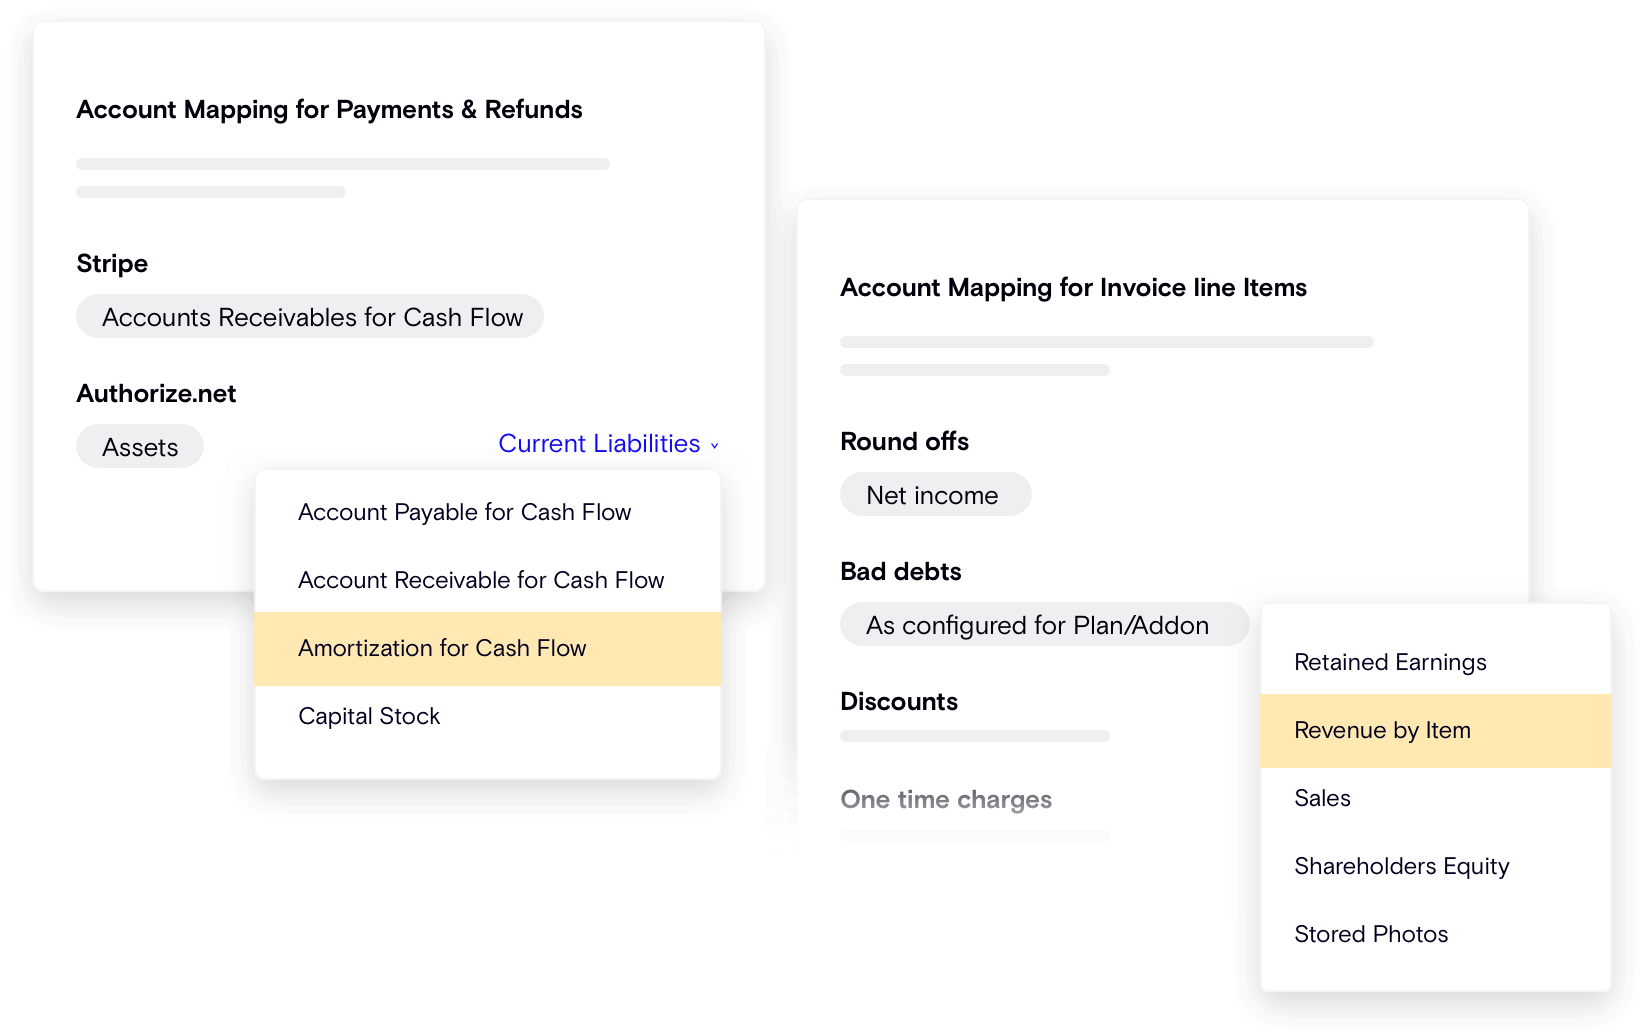 Account Mapping for Payments & Refunds
Stripe
Accounts Receivables for Cash Flow
Authorize.net
Assets
Current Liabilities
Account Payable for Cash Flow
Account Receivable for Cash Flow
Amortization for Cash Flow
Capital Stock
Account Mapping for Invoice line Items
Round offs
Net income
Bad debts
As configured for Plan/Addon
Discounts
One time charges
Retained Earnings
Revenue by Item
Sales
Shareholders Equity
Stored Photos